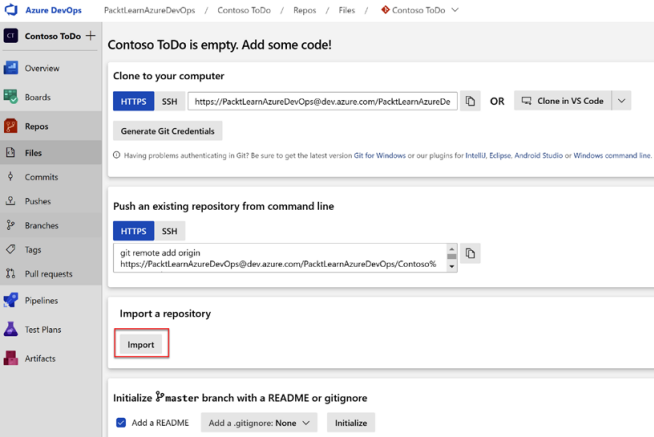 Azure DevOps PacktLearnAzureDevOps / Contoso ToDo / Repos / Files / Contoso ToDo
CT Contoso ToDo
Overview
Boards
Repos
Files
Commits
Pushes
Branches
Tags
Pull requests
Pipelines
Test Plans
Artifacts
Contoso ToDo is empty. Add some code!
Clone to your computer
HTTPS SSH https://PacktLearnAzureDevOps@dev.azure.com/PacktLearnAzureDe OR Clone in VS Code
Generate Git Credentials
Having problems authenticating in Git? Be sure to get the latest version Git for Windows or our plugins for IntelliJ, Eclipse, Android Studio or Windows command line.
Push an existing repository from command line
HTTPS SSH
git remote add origin
https://PacktLearnAzureDevOps@dev.azure.com/PacktLearnAzureDevOps/Contoso%
Import a repository
Import
Initialize master branch with a README or gitignore
Add a README Add a .gitignore: None Initialize